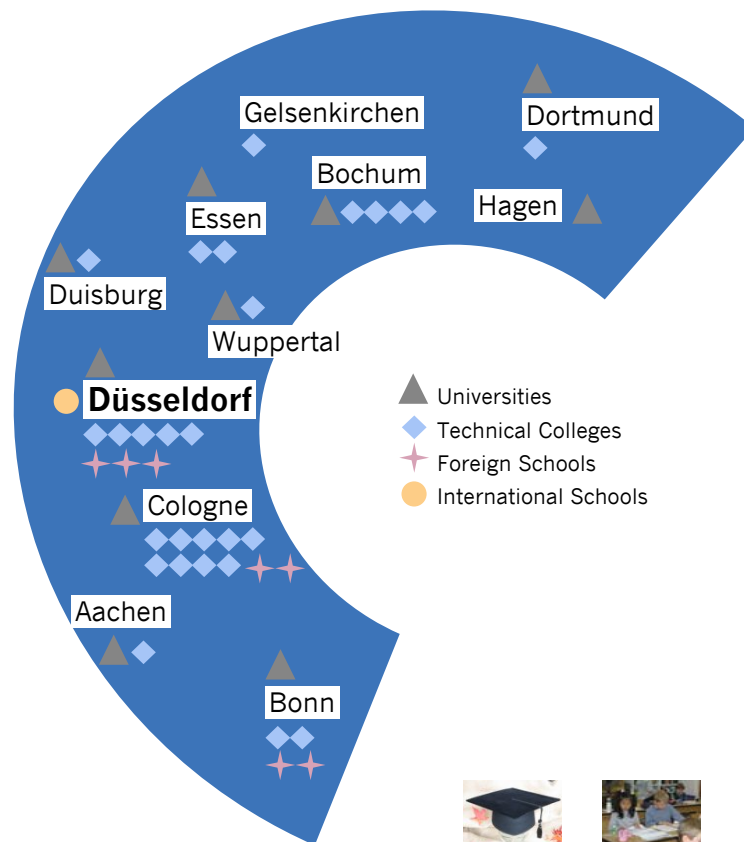 Gelsenkirchen
Dortmund
Bochum
Essen
Hagen
Duisburg
Wuppertal
Düsseldorf
Universities
Technical Colleges
Foreign Schools
International Schools
Cologne
Aachen
Bonn